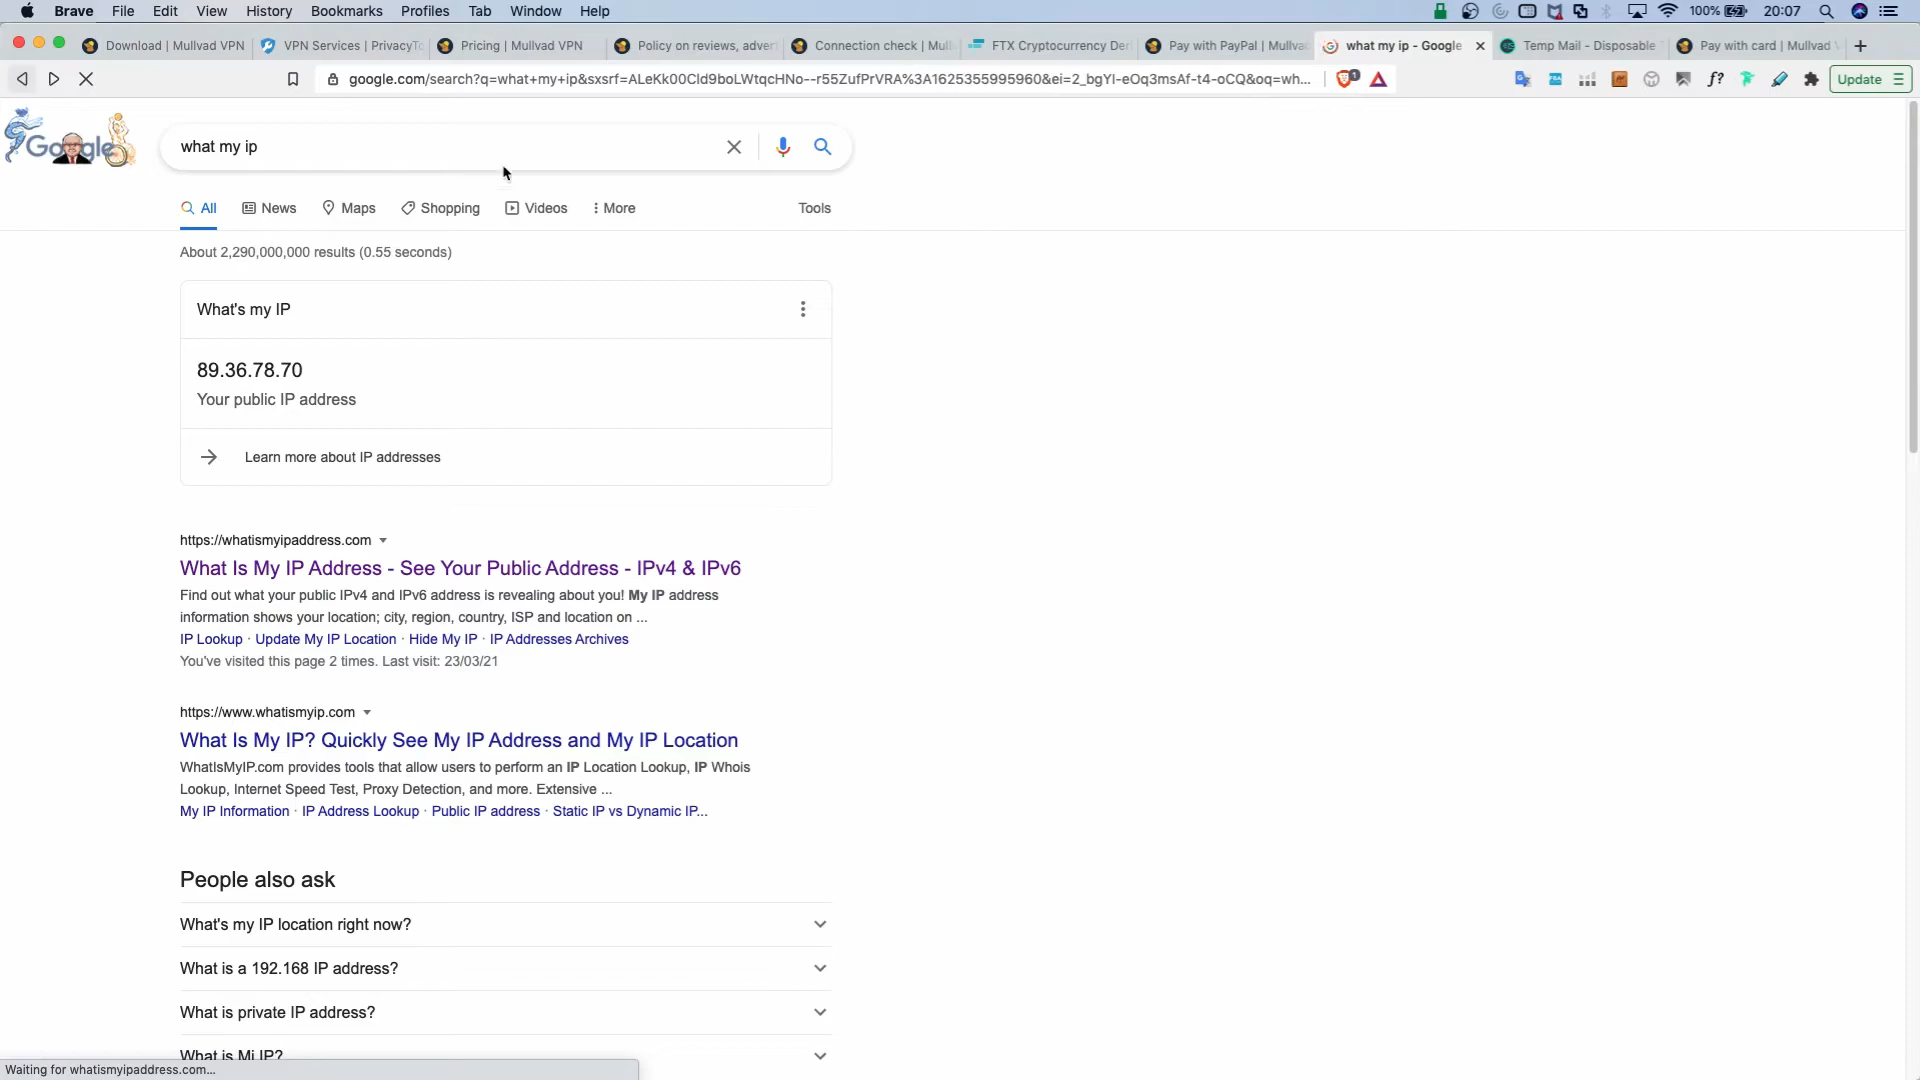 Brave File Edit View History Bookmarks Profiles Tab Window Help 100% 20:07
Download | Mullvad VPN VPN Services | PrivacyTo Pricing | Mullvad VPN Policy on reviews, adver Connection check | Mull FTX Cryptocurrency Der Pay with PayPal | Mullva what my ip - Google Temp Mail - Disposable Pay with card | Mullvad V
google.com/search?q=what+my+ip&sxsrf=ALeKk00Cld9boLWtqcHNo--r55ZufPrVRA%3A1625355995960&ei=2_bgYI-eOq3msAf-t4-oCQ&oq=wh... 1 f? Update
Google what my ip
All News Maps Shopping Videos More Tools
About 2,290,000,000 results (0.55 seconds)
What's my IP
89.36.78.70
Your public IP address
Learn more about IP addresses
https://whatismyipaddress.com
What Is My IP Address - See Your Public Address - IPv4 & IPv6
Find out what your public IPv4 and IPv6 address is revealing about you! My IP address
information shows your location; city, region, country, ISP and location on ...
IP Lookup · Update My IP Location · Hide My IP · IP Addresses Archives
You've visited this page 2 times. Last visit: 23/03/21
https://www.whatismyip.com
What Is My IP? Quickly See My IP Address and My IP Location
WhatIsMyIP.com provides tools that allow users to perform an IP Location Lookup, IP Whois
Lookup, Internet Speed Test, Proxy Detection, and more. Extensive ...
My IP Information · IP Address Lookup · Public IP address · Static IP vs Dynamic IP...
People also ask
What's my IP location right now?
What is a 192.168 IP address?
What is private IP address?
What is Mi IP?
Waiting for whatismyipaddress.com...